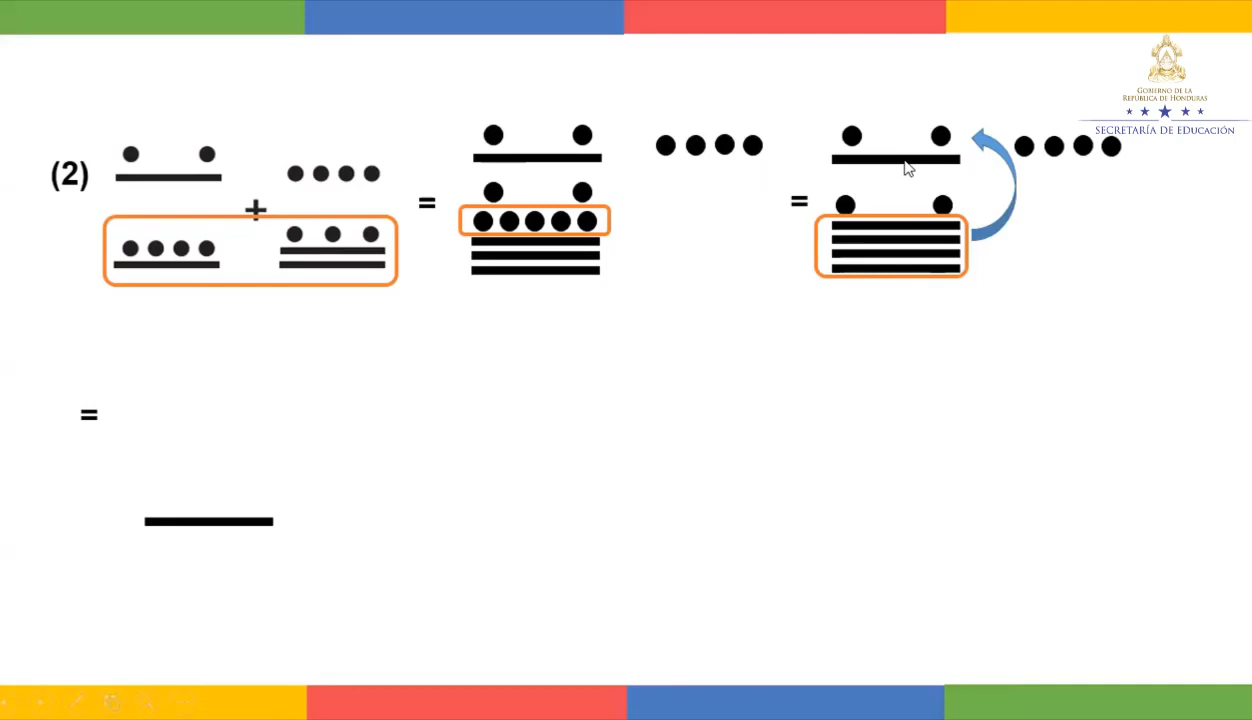 GOBIERNO DE LA
REPÚBLICA DE HONDURAS
SECRETARÍA DE EDUCACIÓN
(2)
+
=
=
=